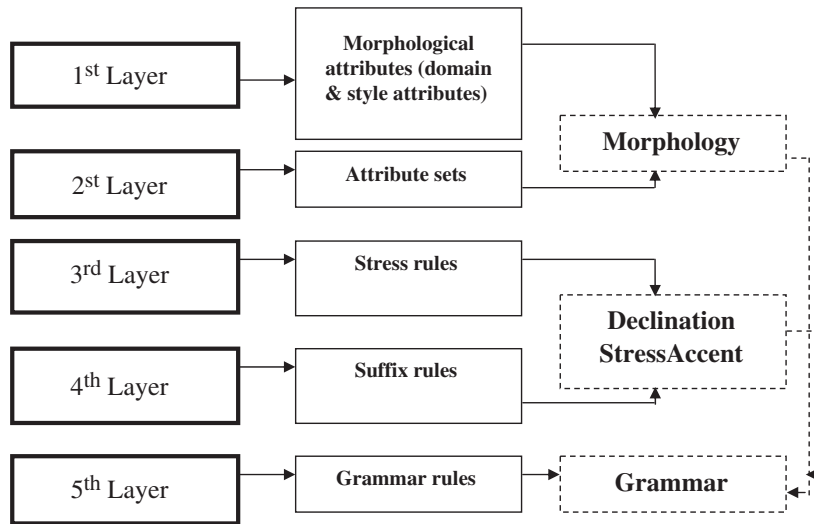 1st Layer
Morphological
attributes (domain
& style attributes)
Morphology
2st Layer
Attribute sets
3rd Layer
Stress rules
Declination
StressAccent
4th Layer
Suffix rules
5th Layer
Grammar rules
Grammar